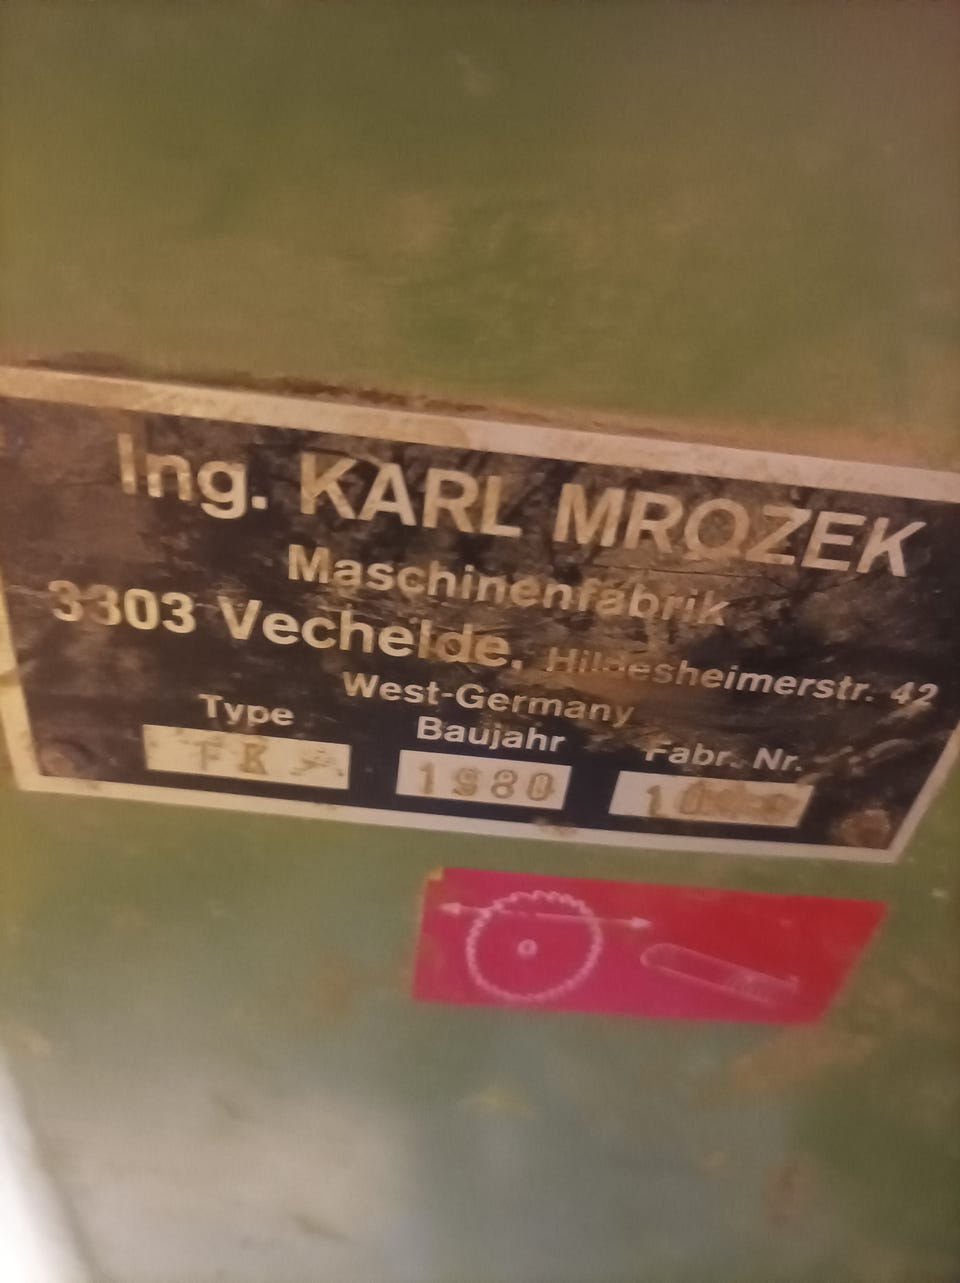 Ing. KARL MROZEK
Maschinenfabrik
3303 Vechelde, Hildesheimerstr. 42
West-Germany
Type Baujahr Fabr. Nr.
1980